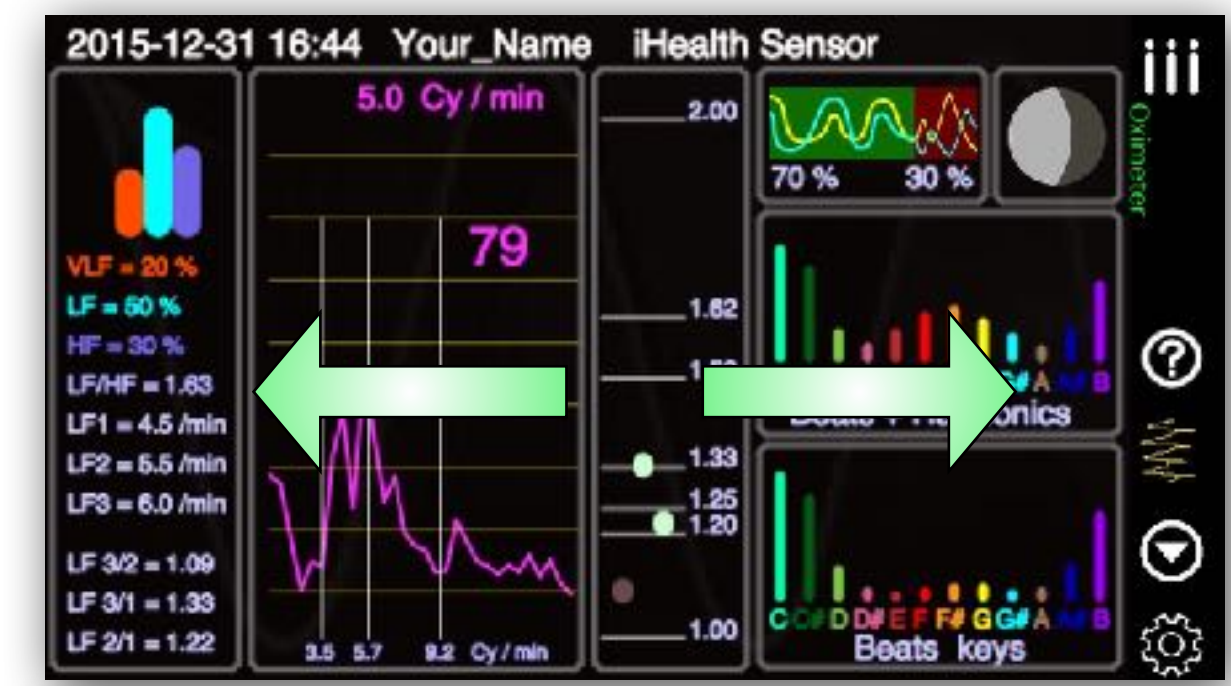 2015-12-31 16:44 Your_Name iHealth Sensor
iii
Oximeter
VLF = 20 %
LF = 50 %
HF = 30 %
LF/HF = 1.63
LF1 = 4.5 /min
LF2 = 5.5 /min
LF3 = 6.0 /min
LF 3/2 = 1.09
LF 3/1 = 1.33
LF 2/1 = 1.22
5.0 Cy / min
79
3.5 5.7 9.2 Cy / min
2.00
1.62
1.33
1.25
1.20
1.00
70 % 30 %
G# A A# B
C C# D D# E F F# G G# A A# B
Beats keys
?